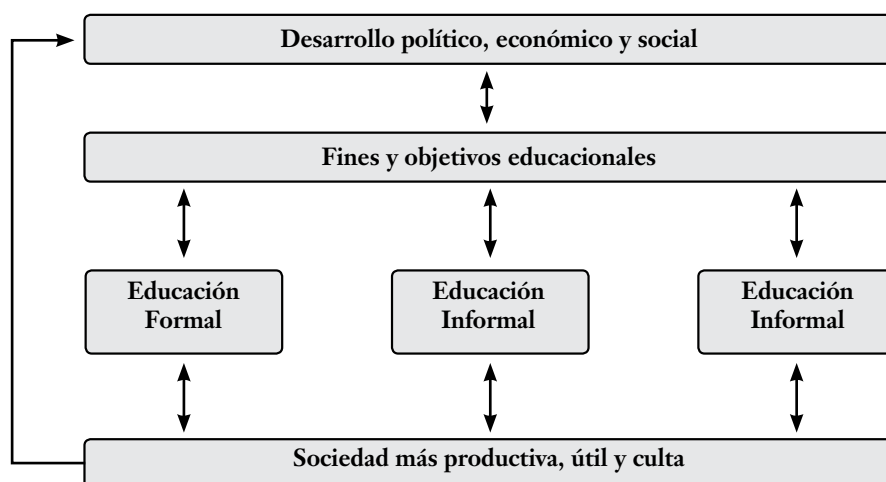 Desarrollo político, económico y social
Fines y objetivos educacionales
Educación
Formal
Educación
Informal
Educación
Informal
Sociedad más productiva, útil y culta